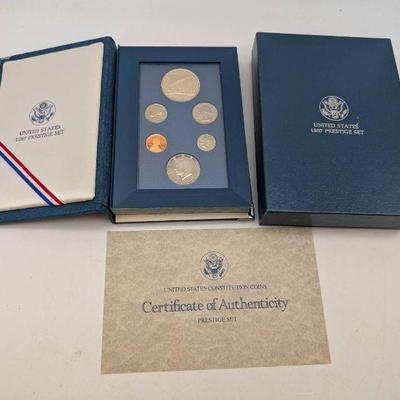 UNITED STATES
1987 PRESTIGE SET
UNITED STATES
1987 PRESTIGE SET
UNITED STATES CONSTITUTION COINS
Certificate of Authenticity
PRESTIGE SET